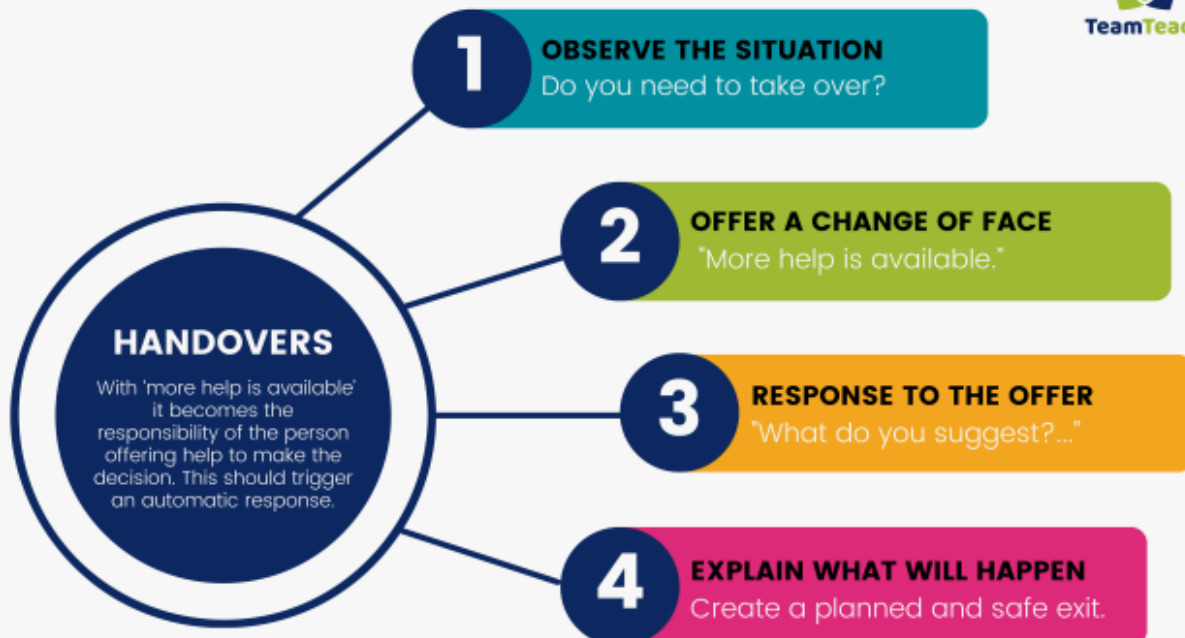 TeamTeac
1
OBSERVE THE SITUATION
Do you need to take over?
2
OFFER A CHANGE OF FACE
"More help is available."
HANDOVERS
With 'more help is available'
it becomes the
responsibility of the person
offering help to make the
decision. This should trigger
an automatic response.
3
RESPONSE TO THE OFFER
"What do you suggest?..."
4
EXPLAIN WHAT WILL HAPPEN
Create a planned and safe exit.